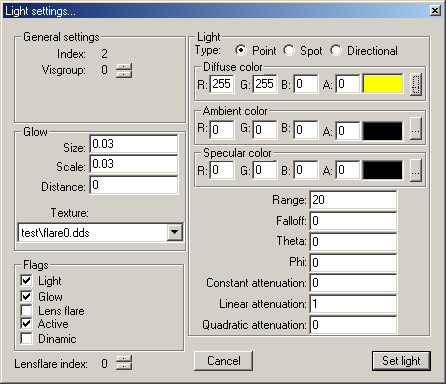 Light settings...
General settings
Index: 2
Visgroup: 0
Glow
Size: 0.03
Scale: 0.03
Distance: 0
Texture:
test\flare0.dds
Flags
Light
Glow
Lens flare
Active
Dinamic
Lensflare index: 0
Light
Type: Point Spot Directional
Diffuse color
R: 255 G: 255 B: 0 A: 0 ...
Ambient color
R: 0 G: 0 B: 0 A: 0 ...
Specular color
R: 0 G: 0 B: 0 A: 0 ...
Range: 20
Falloff: 0
Theta: 0
Phi: 0
Constant attenuation: 0
Linear attenuation: 1
Quadratic attenuation: 0
Cancel
Set light